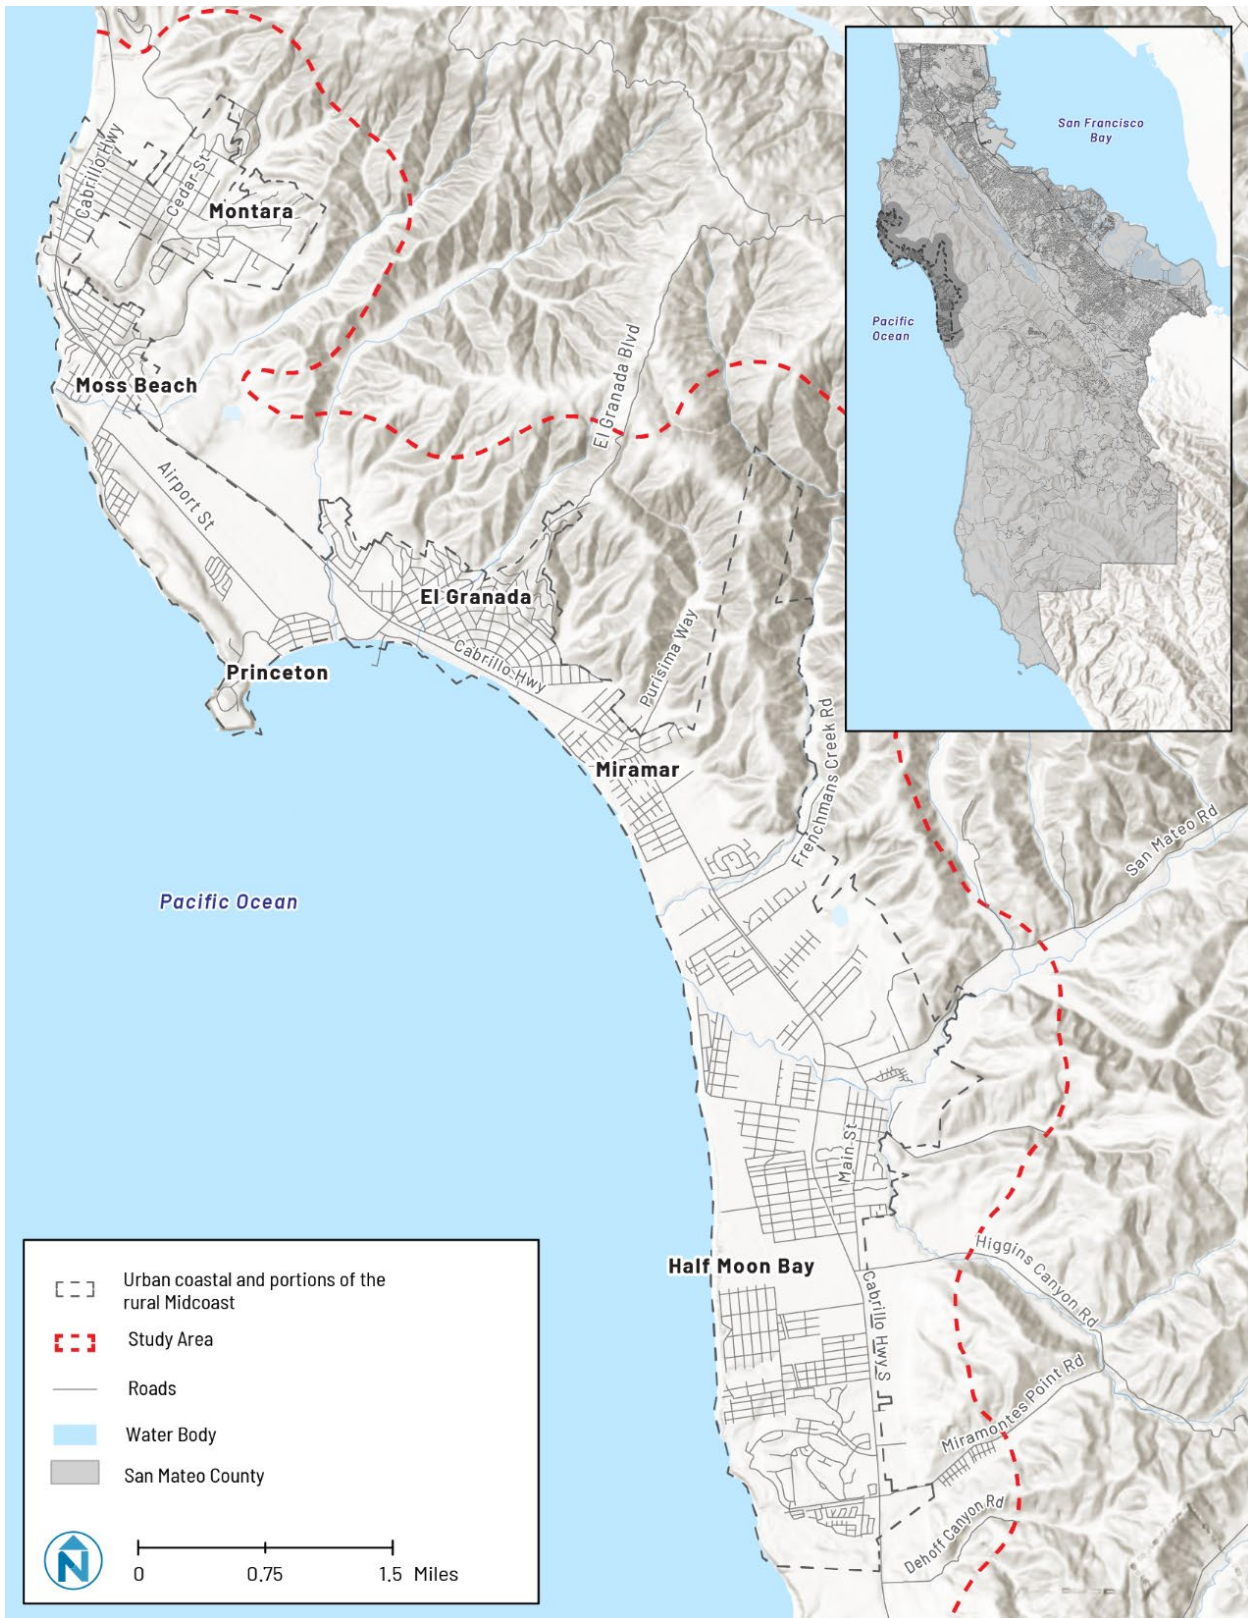 San Francisco
Bay
Cabrillo Hwy
Cedar St
Montara
Pacific
Ocean
El Granada Blvd
Moss Beach
Airport St
El Granada
Cabrillo Hwy
Purisima Way
Princeton
Miramar
Frenchmans Creek Rd
San Mateo Rd
Pacific Ocean
Main St
Higgins Canyon Rd
Half Moon Bay
Cabrillo Hwy S
Miramontes Point Rd
Dehoff Canyon Rd
Urban coastal and portions of the
rural Midcoast
Study Area
Roads
Water Body
San Mateo County
N
0 0.75 1.5 Miles